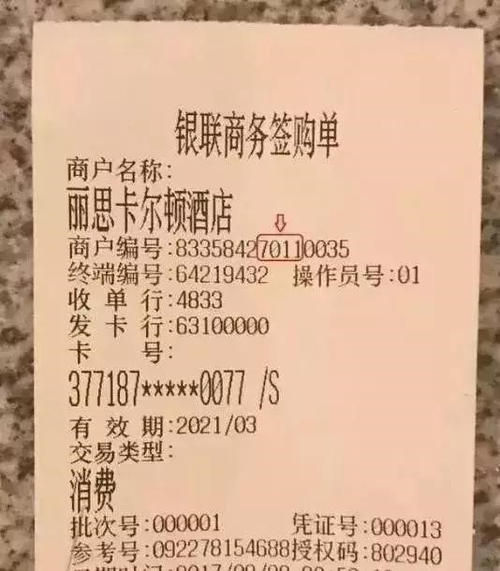 银联商务签购单
商户名称:
丽思卡尔顿酒店
商户编号:833584270110035
终端编号:64219432 操作员号:01
收单行:4833
发卡行:63100000
卡号:
377187*****0077 /S
有效期:2021/03
交易类型:
消费
批次号:000001 凭证号:000013
参考号:092278154688授权码:802940